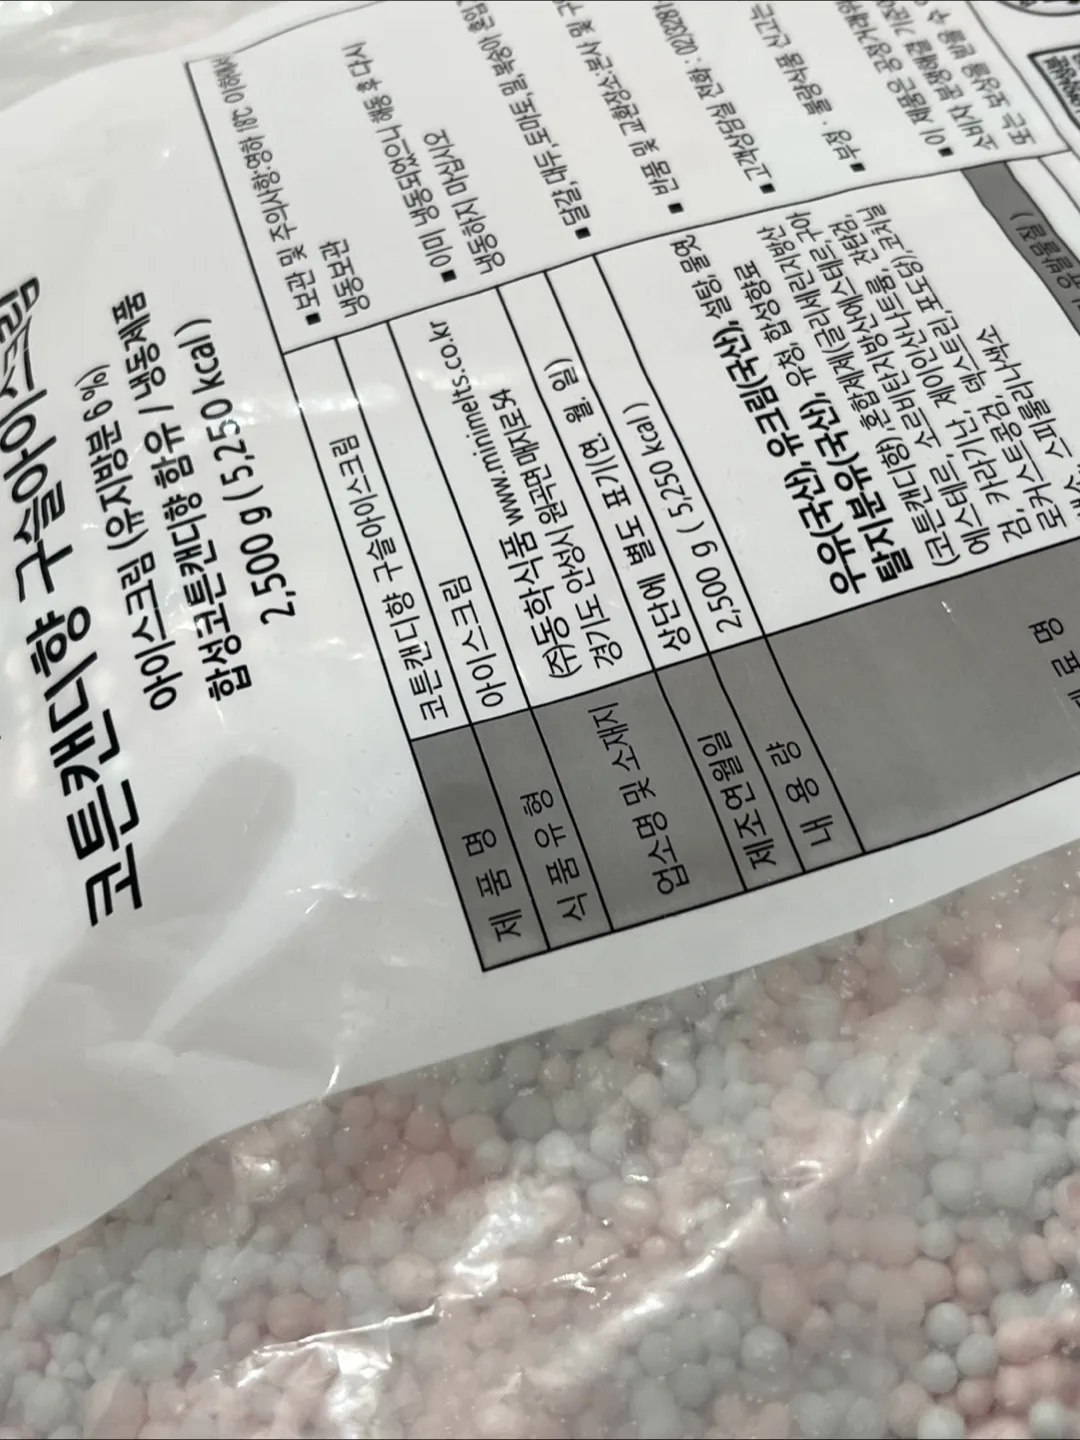 코튼캔디향 구슬아이스크림
아이스크림 (유지방분 6%)
합성코튼캔디향 함유 / 냉동제품
2,500 g ( 5,250 kcal )
■ 보관 및 주의사항:영하 18℃ 이하에서
냉동보관
■ 이미 냉동되었으니 해동 후 다시
냉동하지 마십시오
■ 달걀, 대두, 토마토, 밀, 복숭아 혼입
■ 반품 및 교환장소:본사 및 구
■ 고객상담실 전화 :
■ 부정 · 불량식품 신고는
■ 이 제품은 공정거래위
소비자 분쟁해결 기준
또는 보상을 받을 수
제 품 명
코튼캔디향 구슬아이스크림
식 품 유 형
아이스크림
업소명 및 소재지
(주)동학식품 www.minimelts.co.kr
경기도 안성시 원곡면 매지로 54
제조연월일
상단에 별도 표기(연. 월. 일)
내 용 량
2,500 g ( 5,250 kcal )
료 명
우유(국산), 유크림(국산), 설탕, 물엿,
탈지분유(국산), 유청, 합성향료
(코튼캔디향) 혼합제제(글리세린지방산
에스테르, 소르비탄지방산에스테르, 구아
검, 카라기난, 제이인산나트륨,
로커스트콩검, 덱스트린, 포도당),
스피룰리나색소